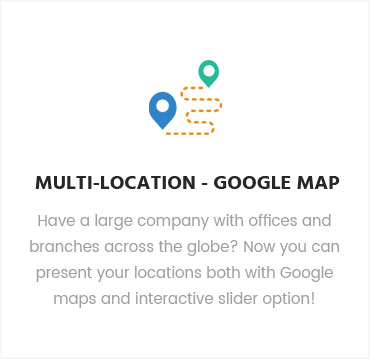 MULTI-LOCATION - GOOGLE MAP
Have a large company with offices and
branches across the globe? Now you can
present your locations both with Google
maps and interactive slider option!